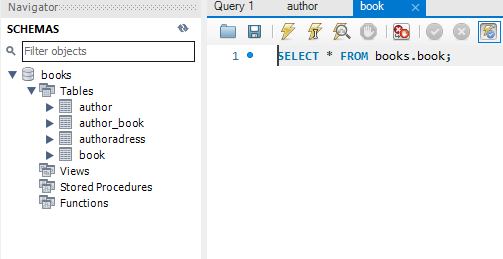 Navigator
SCHEMAS
Filter objects
books
Tables
author
author_book
authoradress
book
Views
Stored Procedures
Functions
Query 1
author
book
1
SELECT * FROM books.book;